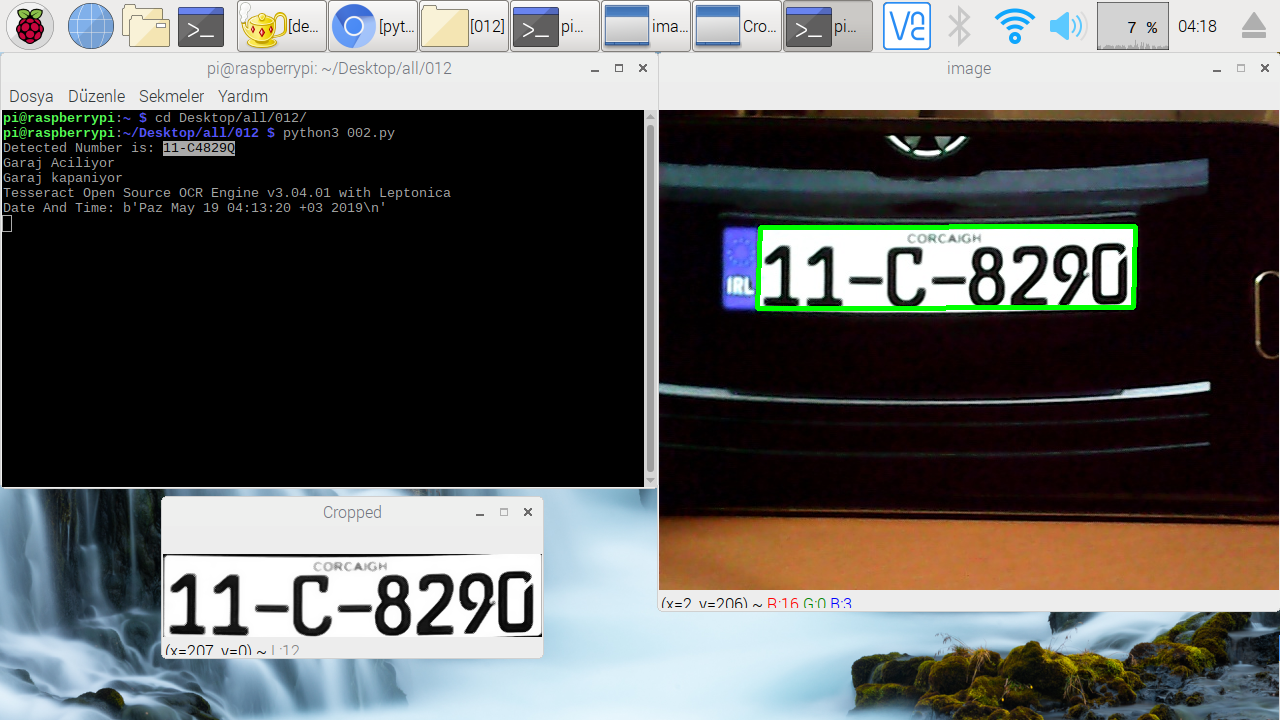 [de...
[pyt...
[012]
pi...
ima...
Cro...
pi...
7 %
04:18
pi@raspberrypi: ~/Desktop/all/012
Dosya Düzenle Sekmeler Yardım
pi@raspberrypi:~ $ cd Desktop/all/012/
pi@raspberrypi:~/Desktop/all/012 $ python3 002.py
Detected Number is: 11-C4829Q
Garaj Aciliyor
Garaj kapaniyor
Tesseract Open Source OCR Engine v3.04.01 with Leptonica
Date And Time: b'Paz May 19 04:13:20 +03 2019\n'
image
CORCAIGH
IRL
11-C-8290
(x=2, y=206) ~ R:16 G:0 B:3
Cropped
CORCAIGH
11-C-8290
(x=207, y=0) ~ L:12